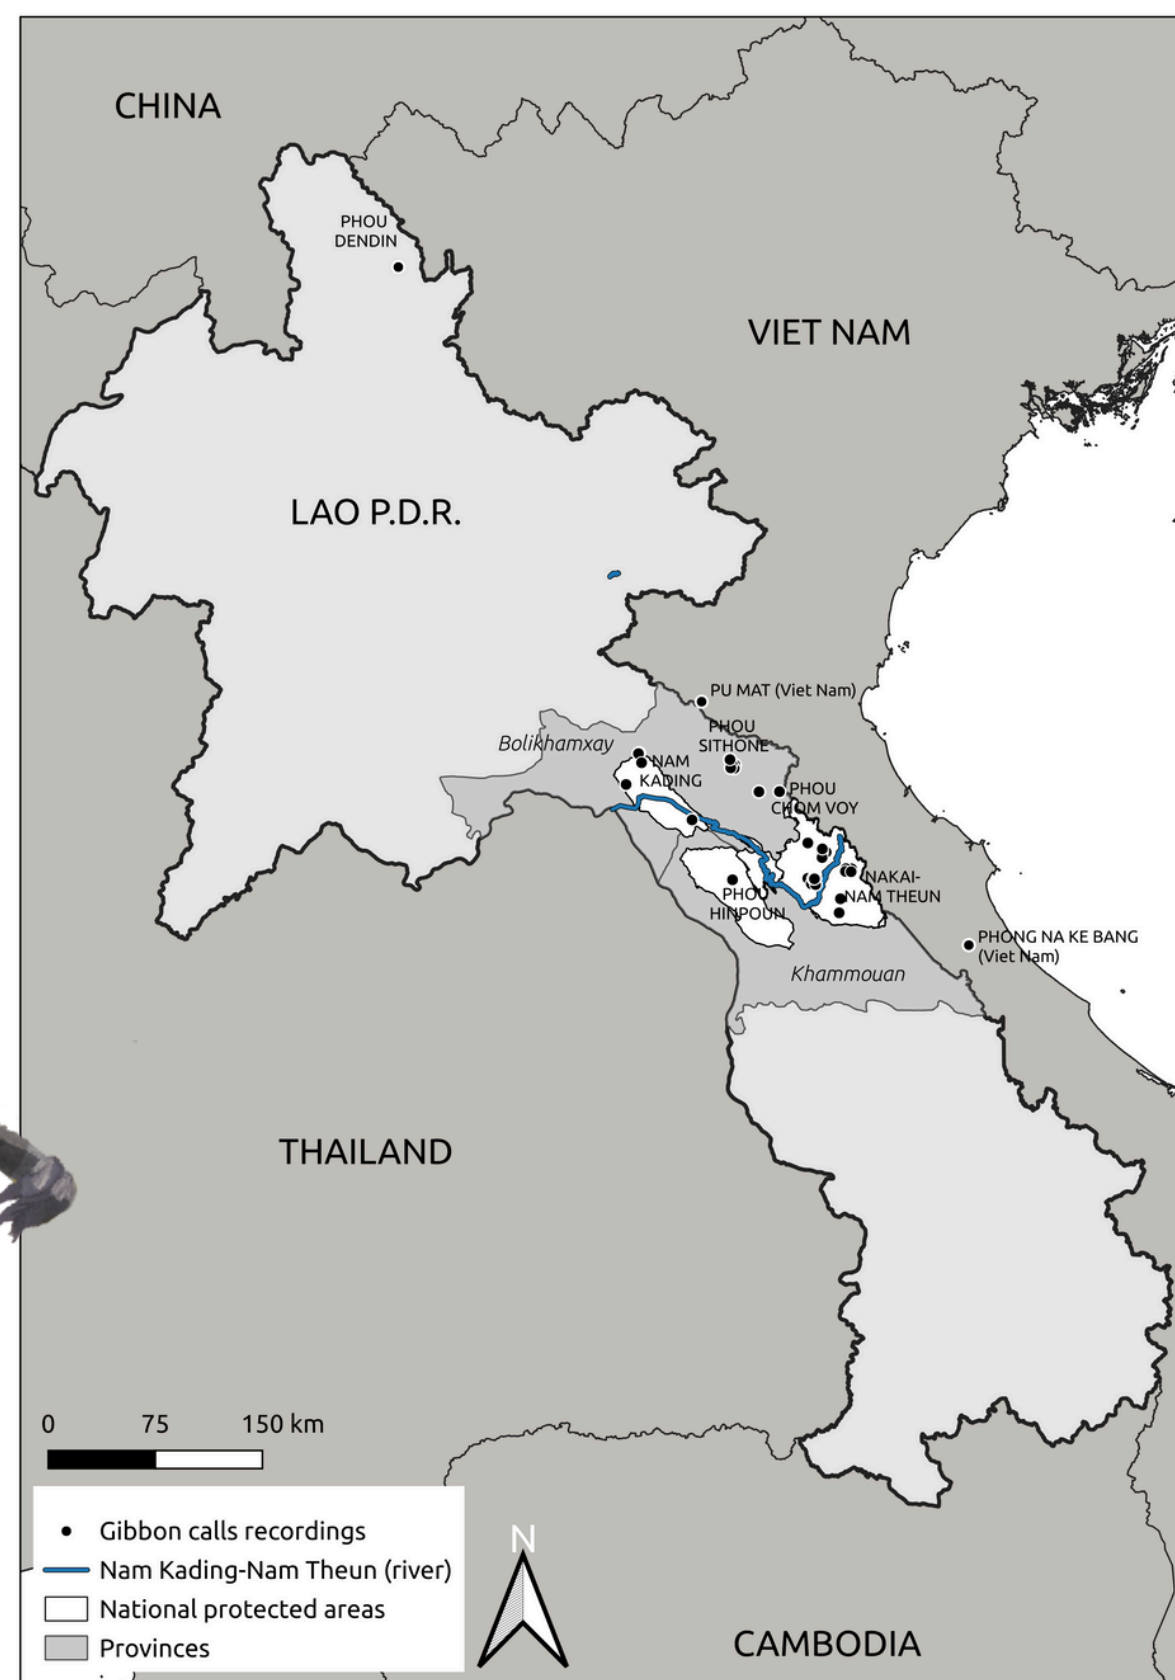 CHINA
PHOU
DENDIN
VIET NAM
LAO P.D.R.
PU MAT (Viet Nam)
PHOU
SITHONE
Bolikhamxay
NAM
KADING
PHOU
CHOM VOY
NAKAI-
NAM THEUN
PHOU
HINPOUN
PHONG NA KE BANG
(Viet Nam)
Khammouan
THAILAND
0 75 150 km
Gibbon calls recordings
Nam Kading-Nam Theun (river)
National protected areas
Provinces
N
CAMBODIA